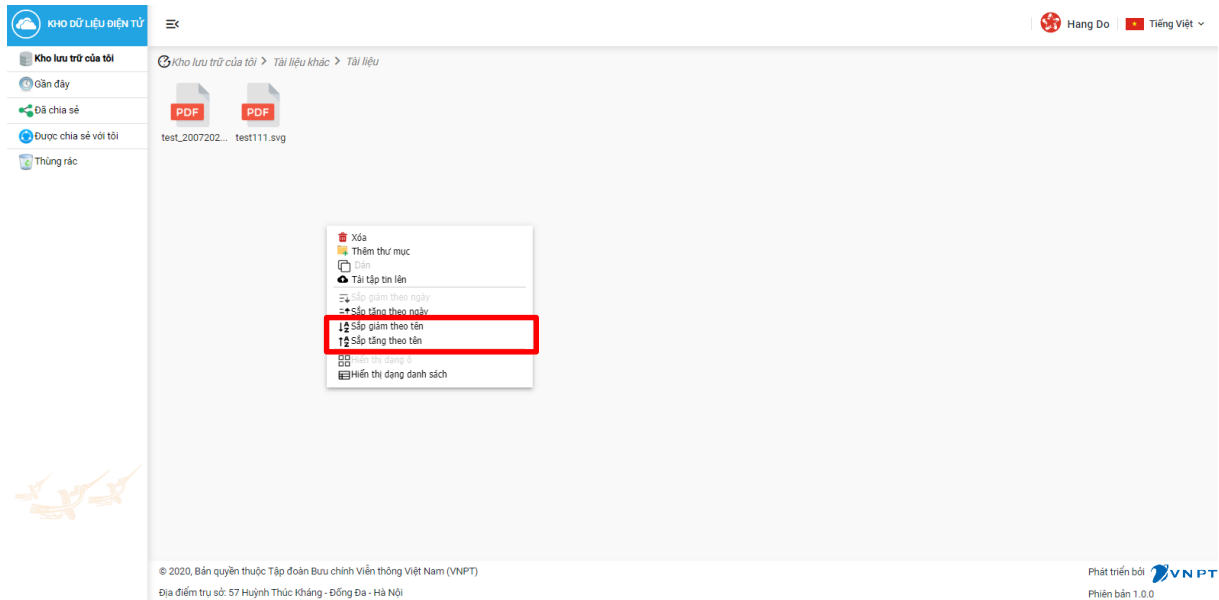 KHO DỮ LIỆU ĐIỆN TỬ
Hang Do
Tiếng Việt
Kho lưu trữ của tôi
Gần đây
Đã chia sẻ
Được chia sẻ với tôi
Thùng rác
Kho lưu trữ của tôi > Tài liệu khác > Tài liệu
PDF PDF
test_2007202... test111.svg
Xóa
Thêm thư mục
Dán
Tải tập tin lên
Sắp giảm theo ngày
Sắp tăng theo ngày
Sắp giảm theo tên
Sắp tăng theo tên
Hiển thị dạng ô
Hiển thị dạng danh sách
© 2020, Bản quyền thuộc Tập đoàn Bưu chính Viễn thông Việt Nam (VNPT)
Địa điểm trụ sở: 57 Huỳnh Thúc Kháng - Đống Đa - Hà Nội
Phát triển bởi VNPT
Phiên bản 1.0.0